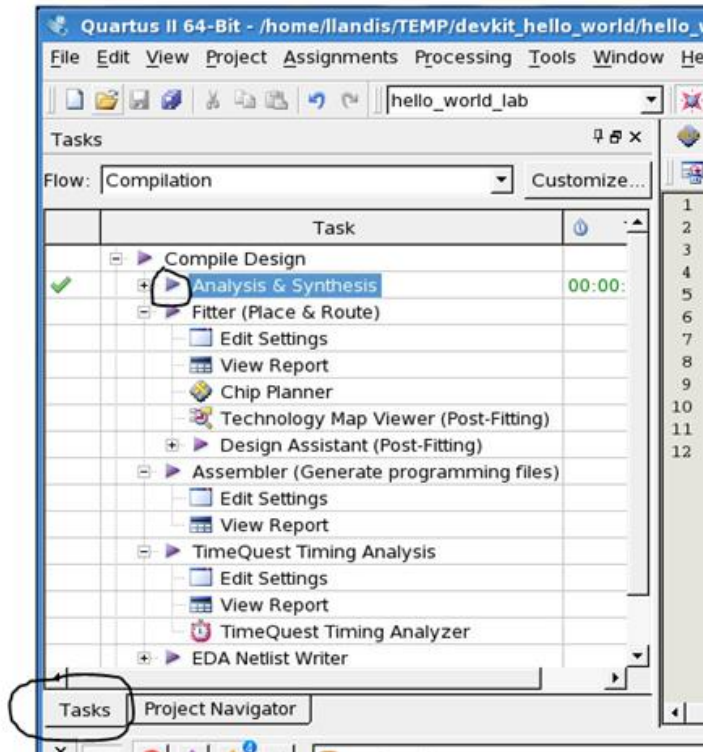 Quartus II 64-Bit - /home/llandis/TEMP/devkit_hello_world/hello_
File Edit View Project Assignments Processing Tools Window He
hello_world_lab
Tasks
Flow: Compilation Customize...
Task
Compile Design
Analysis & Synthesis 00:00:
Fitter (Place & Route)
Edit Settings
View Report
Chip Planner
Technology Map Viewer (Post-Fitting)
Design Assistant (Post-Fitting)
Assembler (Generate programming files)
Edit Settings
View Report
TimeQuest Timing Analysis
Edit Settings
View Report
TimeQuest Timing Analyzer
EDA Netlist Writer
Tasks Project Navigator
1
2
3
4
5
6
7
8
9
10
11
12